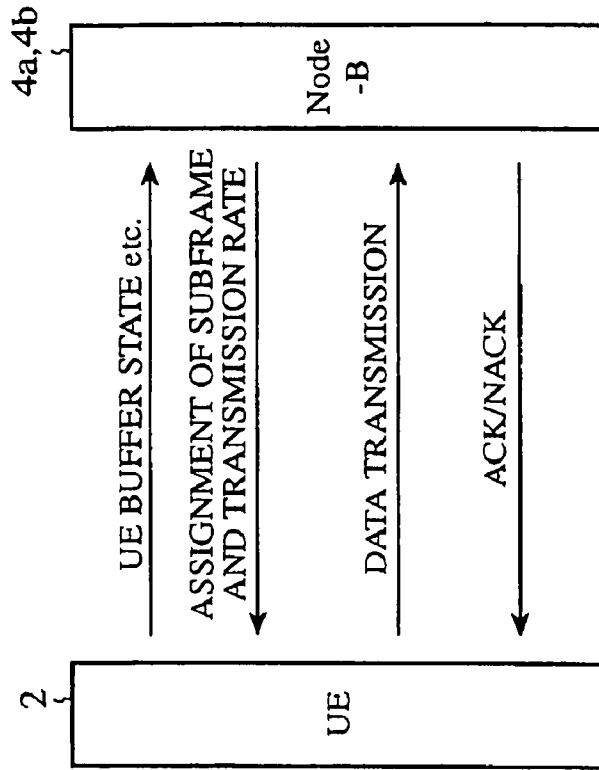 2
UE
4a,4b
Node
-B
UE BUFFER STATE etc.
ASSIGNMENT OF SUBFRAME
AND TRANSMISSION RATE
DATA TRANSMISSION
ACK/NACK